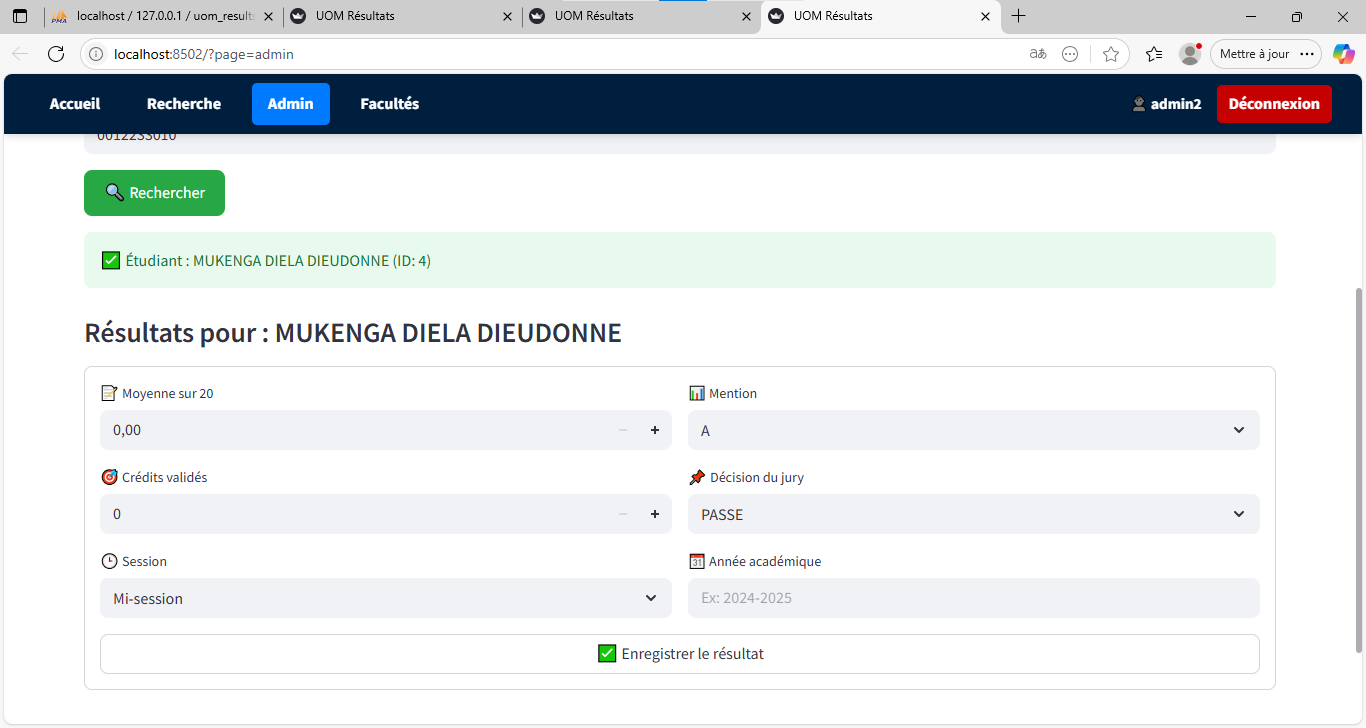 localhost / 127.0.0.1 / uom_result
UOM Résultats
UOM Résultats
UOM Résultats
localhost:8502/?page=admin
Mettre à jour
Accueil
Recherche
Admin
Facultés
admin2
Déconnexion
0012233010
Rechercher
Étudiant : MUKENGA DIELA DIEUDONNE (ID: 4)
Résultats pour : MUKENGA DIELA DIEUDONNE
Moyenne sur 20
Mention
0,00
A
Crédits validés
Décision du jury
0
PASSE
Session
Année académique
Mi-session
Ex: 2024-2025
Enregistrer le résultat